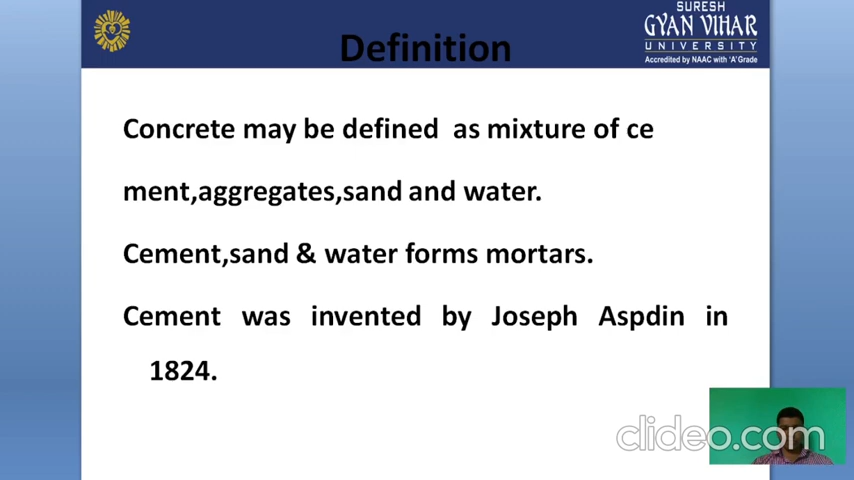 SURESH
GYAN VIHAR
UNIVERSITY
Accredited by NAAC with 'A' Grade
Definition
Concrete may be defined as mixture of ce
ment,aggregates,sand and water.
Cement,sand & water forms mortars.
Cement was invented by Joseph Aspdin in
1824.
clideo.com